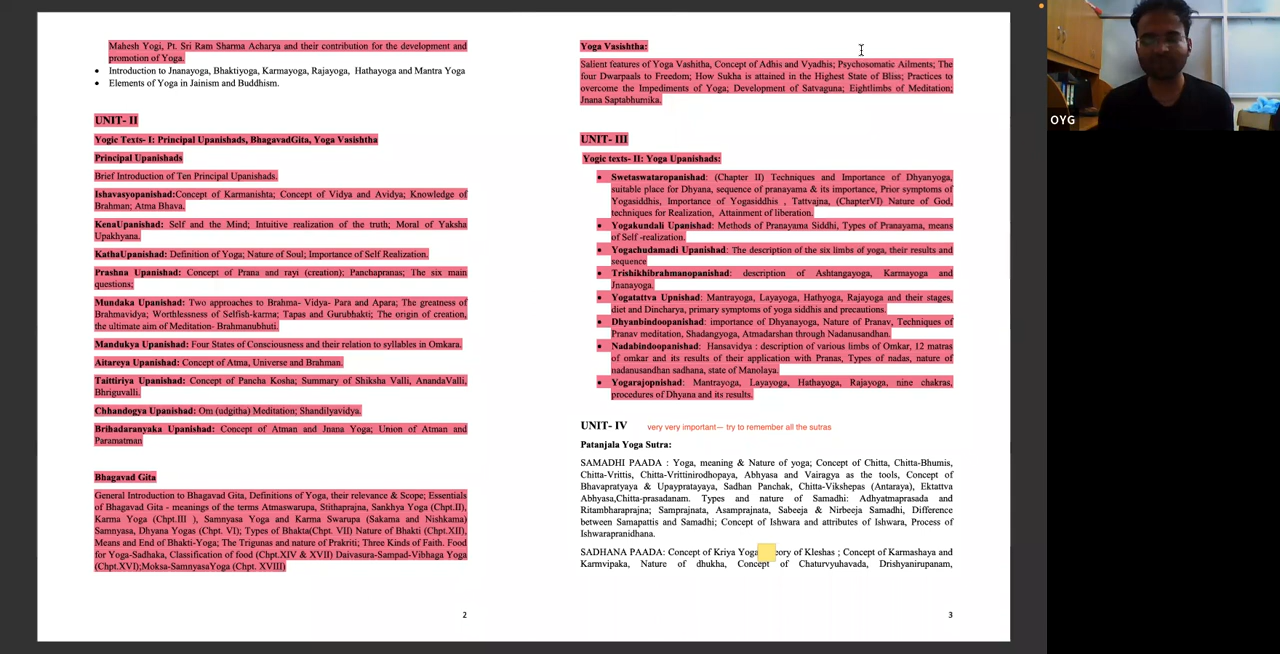 Mahesh Yogi, Pt. Sri Ram Sharma Acharya and their contribution for the development and
promotion of Yoga.
• Introduction to Jnanayoga, Bhaktiyoga, Karmayoga, Rajayoga, Hathayoga and Mantra Yoga
• Elements of Yoga in Jainism and Buddhism.
UNIT- II
Yogic Texts- I: Principal Upanishads, BhagavadGita, Yoga Vasishtha
Principal Upanishads
Brief Introduction of Ten Principal Upanishads.
Ishavasyopanishad:Concept of Karmanishta; Concept of Vidya and Avidya; Knowledge of
Brahman; Atma Bhava.
KenaUpanishad: Self and the Mind; Intuitive realization of the truth; Moral of Yaksha
Upakhyana.
KathaUpanishad: Definition of Yoga; Nature of Soul; Importance of Self Realization.
Prashna Upanishad: Concept of Prana and rayi (creation); Panchapranas; The six main
questions;
Mundaka Upanishad: Two approaches to Brahma- Vidya- Para and Apara; The greatness of
Brahmavidya; Worthlessness of Selfish-karma; Tapas and Gurubhakti; The origin of creation,
the ultimate aim of Meditation- Brahmanubhuti.
Mandukya Upanishad: Four States of Consciousness and their relation to syllables in Omkara.
Aitareya Upanishad: Concept of Atma, Universe and Brahman.
Taittiriya Upanishad: Concept of Pancha Kosha; Summary of Shiksha Valli, AnandaValli,
Bhriguvalli.
Chhandogya Upanishad: Om (udgitha) Meditation; Shandilyavidya.
Brihadaranyaka Upanishad: Concept of Atman and Jnana Yoga; Union of Atman and
Paramatman
Bhagavad Gita
General Introduction to Bhagavad Gita, Definitions of Yoga, their relevance & Scope; Essentials
of Bhagavad Gita - meanings of the terms Atmaswarupa, Stithaprajna, Sankhya Yoga (Chpt.II),
Karma Yoga (Chpt.III ), Samnyasa Yoga and Karma Swarupa (Sakama and Nishkama)
Samnyasa, Dhyana Yogas (Chpt. VI); Types of Bhakta(Chpt. VII) Nature of Bhakti (Chpt.XII),
Means and End of Bhakti-Yoga; The Trigunas and nature of Prakriti; Three Kinds of Faith. Food
for Yoga-Sadhaka, Classification of food (Chpt.XIV & XVII) Daivasura-Sampad-Vibhaga Yoga
(Chpt.XVI);Moksa-SamnyasaYoga (Chpt. XVIII)
2
Yoga Vasishtha:
Salient features of Yoga Vashitha, Concept of Adhis and Vyadhis; Psychosomatic Ailments; The
four Dwarpaals to Freedom; How Sukha is attained in the Highest State of Bliss; Practices to
overcome the Impediments of Yoga; Development of Satvaguna; Eightlimbs of Meditation;
Jnana Saptabhumika.
UNIT- III
Yogic texts- II: Yoga Upanishads:
• Swetaswataropanishad: (Chapter II) Techniques and Importance of Dhyanyoga,
suitable place for Dhyana, sequence of pranayama & its importance, Prior symptoms of
Yogasiddhis, Importance of Yogasiddhis , Tattvajna, (ChapterVI) Nature of God,
techniques for Realization, Attainment of liberation.
• Yogakundali Upanishad: Methods of Pranayama Siddhi, Types of Pranayama, means
of Self -realization.
• Yogachudamadi Upanishad: The description of the six limbs of yoga, their results and
sequence
• Trishikhibrahmanopanishad: description of Ashtangayoga, Karmayoga and
Jnanayoga.
• Yogatattva Upnishad: Mantrayoga, Layayoga, Hathyoga, Rajayoga and their stages,
diet and Dincharya, primary symptoms of yoga siddhis and precautions.
• Dhyanbindoopanishad: importance of Dhyanayoga, Nature of Pranav, Techniques of
Pranav meditation, Shadangyoga, Atmadarshan through Nadanusandhan.
• Nadabindoopanishad: Hansavidya : description of various limbs of Omkar, 12 matras
of omkar and its results of their application with Pranas, Types of nadas, nature of
nadanusandhan sadhana, state of Manolaya.
• Yogarajopnishad: Mantrayoga, Layayoga, Hathayoga, Rajayoga, nine chakras,
procedures of Dhyana and its results.
UNIT- IV very very important— try to remember all the sutras
Patanjala Yoga Sutra:
SAMADHI PAADA : Yoga, meaning & Nature of yoga; Concept of Chitta, Chitta-Bhumis,
Chitta-Vrittis, Chitta-Vrittinirodhopaya, Abhyasa and Vairagya as the tools, Concept of
Bhavapratyaya & Upaypratayaya, Sadhan Panchak, Chitta-Vikshepas (Antaraya), Ektattva
Abhyasa,Chitta-prasadanam. Types and nature of Samadhi: Adhyatmaprasada and
Ritambharaprajna; Samprajnata, Asamprajnata, Sabeeja & Nirbeeja Samadhi, Difference
between Samapattis and Samadhi; Concept of Ishwara and attributes of Ishwara, Process of
Ishwarapranidhana.
SADHANA PAADA: Concept of Kriya Yoga eory of Kleshas ; Concept of Karmashaya and
Karmvipaka, Nature of dhukha, Concept of Chaturvyuhavada, Drishyanirupanam,
3
OYG